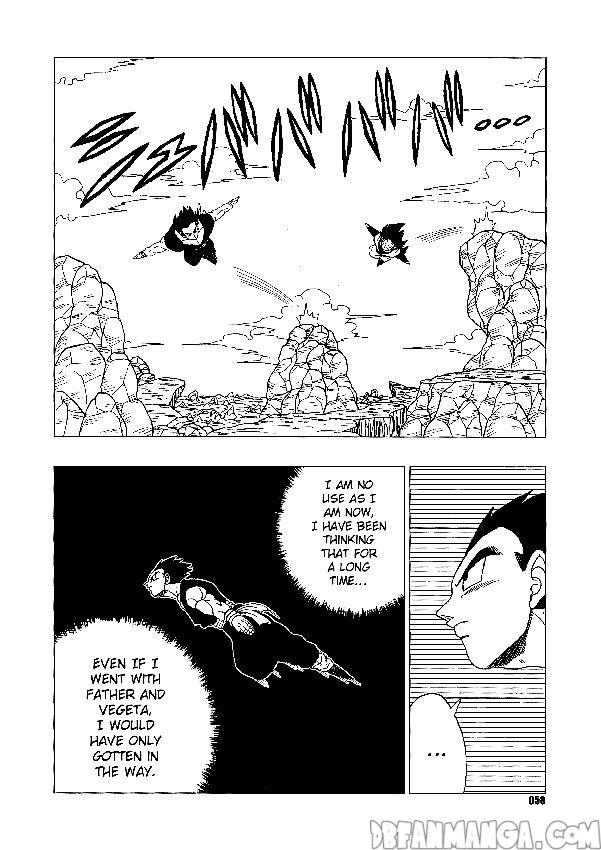 I AM NO
USE AS I
AM NOW,
I HAVE BEEN
THINKING
THAT FOR
A LONG
TIME...
EVEN IF I
WENT WITH
FATHER AND
VEGETA,
I WOULD
HAVE ONLY
GOTTEN IN
THE WAY.
...
058
DBFANMANGA.COM